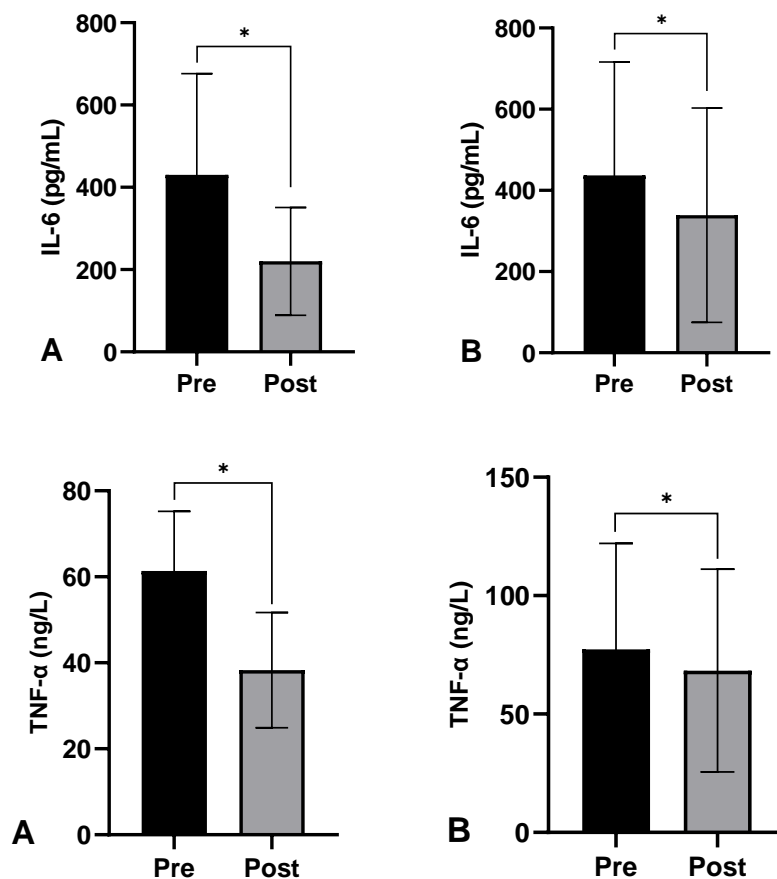 IL-6 (pg/mL)
800
600
400
200
0
*
Pre Post
A
IL-6 (pg/mL)
800
600
400
200
0
*
Pre Post
B
TNF-α (ng/L)
80
60
40
20
0
*
Pre Post
A
TNF-α (ng/L)
150
100
50
0
*
Pre Post
B